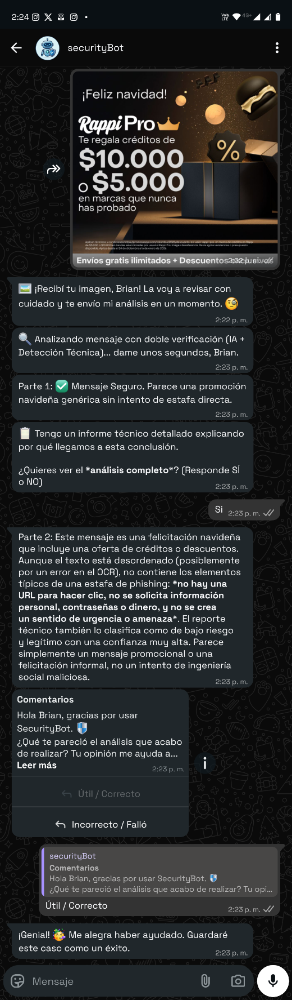 2:24
Vo)) LTE
4G+
securityBot
¡Feliz navidad!
Rappi Pro
Te regala créditos de
$10.000
o $5.000
en marcas que nunca
has probado
%
Envíos gratis ilimitados + Descuentos exclusivos
2:22 p. m.
🖼️ ¡Recibí tu imagen, Brian! La voy a revisar con
cuidado y te envío mi análisis en un momento. 🧐
2:22 p. m.
🔍 Analizando mensaje con doble verificación (IA +
Detección Técnica)... dame unos segundos, Brian.
2:23 p. m.
Parte 1: ✅ Mensaje Seguro. Parece una promoción
navideña genérica sin intento de estafa directa.
2:23 p. m.
📋 Tengo un informe técnico detallado explicando
por qué llegamos a esta conclusión.
¿Quieres ver el *análisis completo*? (Responde SÍ
o NO)
2:23 p. m.
Si
2:23 p. m.
Parte 2: Este mensaje es una felicitación navideña
que incluye una oferta de créditos o descuentos.
Aunque el texto está desordenado (posiblemente
por un error en el OCR), no contiene los elementos
típicos de una estafa de phishing: *no hay una
URL para hacer clic, no se solicita información
personal, contraseñas o dinero, y no se crea
un sentido de urgencia o amenaza*. El reporte
técnico también lo clasifica como de bajo riesgo
y legítimo con una confianza muy alta. Parece
simplemente un mensaje promocional o una
felicitación informal, no un intento de ingeniería
social maliciosa.
2:23 p. m.
Comentarios
Hola Brian, gracias por usar
SecurityBot. 🛡️
¿Qué te pareció el análisis que acabo
de realizar? Tu opinión me ayuda a...
Leer más
2:23 p. m.
Útil / Correcto
Incorrecto / Falló
securityBot
Comentarios
Hola Brian, gracias por usar SecurityBot. 🛡️
¿Qué te pareció el análisis que acabo de realizar? Tu opi...
Útil / Correcto
2:23 p. m.
¡Genial! 🥳 Me alegra haber ayudado. Guardaré
este caso como un éxito.
2:23 p. m.
Mensaje